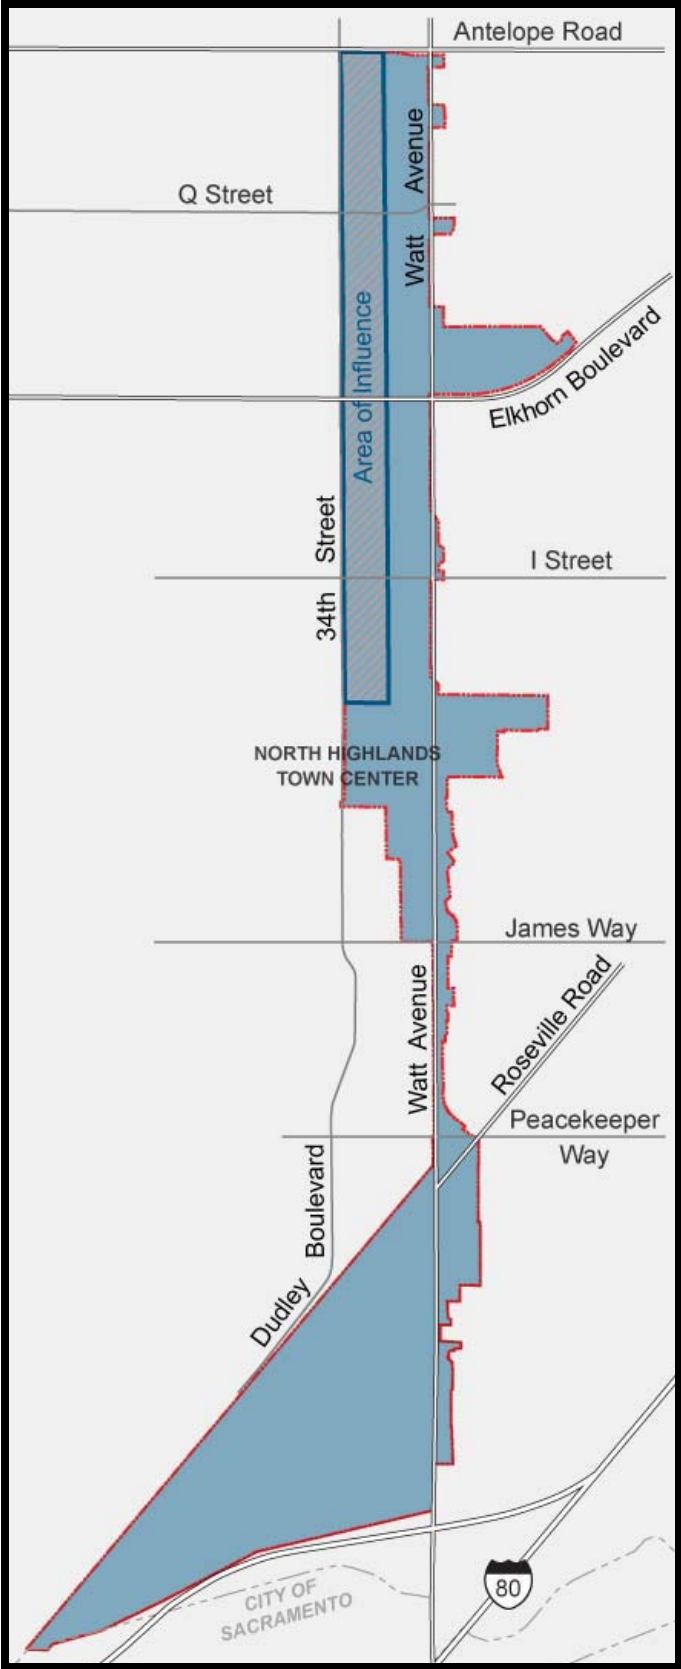 Antelope Road
Avenue
Q Street
Watt
Area of Influence
Elkhorn Boulevard
Street
I Street
34th
NORTH HIGHLANDS
TOWN CENTER
James Way
Watt Avenue
Roseville Road
Peacekeeper
Way
Boulevard
Dudley
80
CITY OF
SACRAMENTO